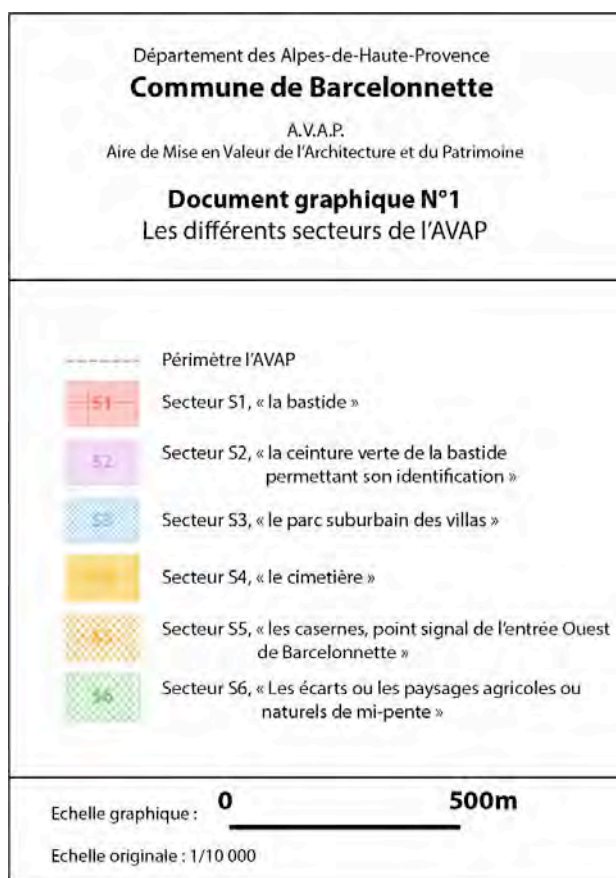 Département des Alpes-de-Haute-Provence
Commune de Barcelonnette
A.V.A.P.
Aire de Mise en Valeur de l'Architecture et du Patrimoine
Document graphique N°1
Les différents secteurs de l'AVAP
Périmètre l'AVAP
S1 Secteur S1, « la bastide »
S2 Secteur S2, « la ceinture verte de la bastide
permettant son identification »
S3 Secteur S3, « le parc suburbain des villas »
Secteur S4, « le cimetière »
S5 Secteur S5, « les casernes, point signal de l'entrée Ouest
de Barcelonnette »
S6 Secteur S6, « Les écarts ou les paysages agricoles ou
naturels de mi-pente »
0 500m
Echelle graphique :
Echelle originale : 1/10 000